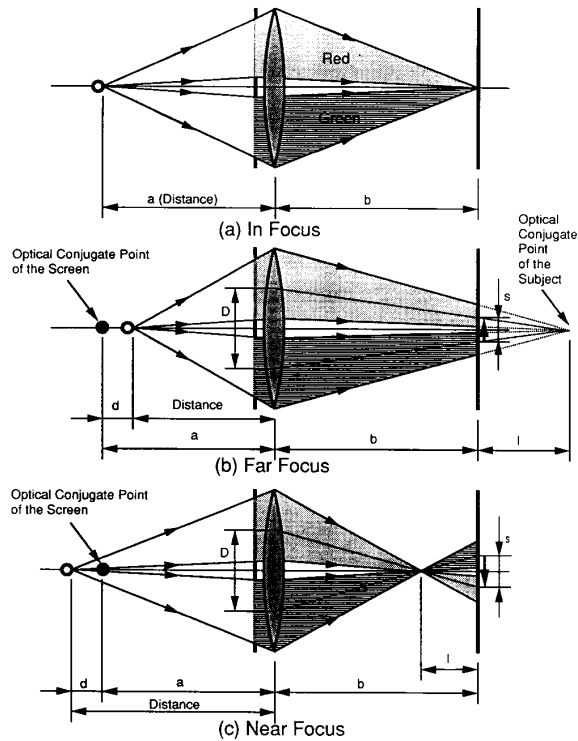 Red
Green
a (Distance)
b
(a) In Focus
Optical
Conjugate
Point
of the
Subject
Optical Conjugate Point
of the Screen
D
s
d
Distance
a
b
l
(b) Far Focus
Optical Conjugate Point
of the Screen
D
s
l
d
a
b
Distance
(c) Near Focus